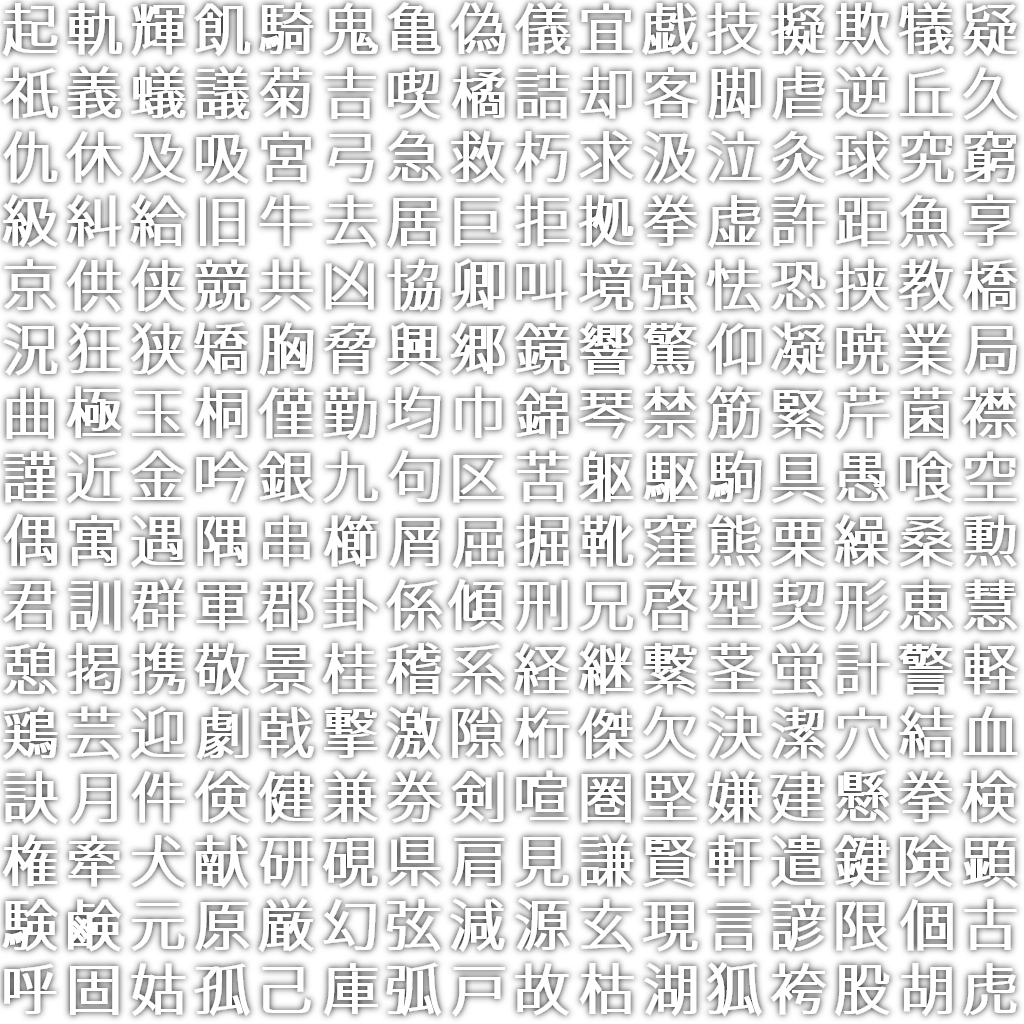 起軌輝飢騎鬼亀偽儀宜戯技擬欺犠疑
祇義蟻議菊吉喫橘詰却客脚虐逆丘久
仇休及吸宮弓急救朽求汲泣灸球究窮
級糾給旧牛去居巨拒拠挙虚許距魚享
京供侠競共凶協卿叫境強怯恐挟教橋
況狂狭矯胸脅興郷鏡響驚仰凝暁業局
曲極玉桐僅勤均巾錦琴禁筋緊芹菌襟
謹近金吟銀九句区苦躯駆駒具愚喰空
偶寓遇隅串櫛屑屈掘靴窪熊栗繰桑勲
君訓群軍郡卦係傾刑兄啓型契形恵慧
憩掲携敬景桂稽系経継繋茎蛍計警軽
鶏芸迎劇戟撃激隙桁傑欠決潔穴結血
訣月件倹健兼券剣喧圏堅嫌建懸拳検
権牽犬献研硯県肩見謙賢軒遣鍵険顕
験鹸元原厳幻弦減源玄現言諺限個古
呼固姑孤己庫弧戸故枯湖狐袴股胡虎